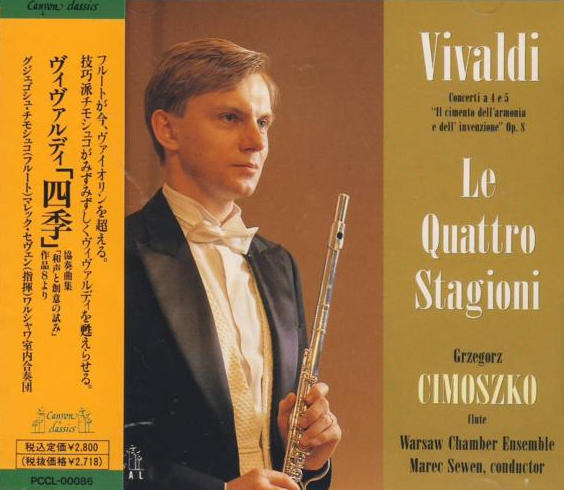 Canyon classics
フルートが今、ヴァイオリンを超える。
技巧派チモシュコがみずみずしくヴィヴァルディを甦えらせる。
ヴィヴァルディ「四季」
協奏曲集
「和声と創意の試み」
作品8より
グジェゴシュ・チモシュコ(フルート)マレック・セヴェン(指揮)ワルシャワ室内合奏団
Canyon
classics
税込定価¥2,800
(税抜価格¥2,718)
PCCL-00086
Vivaldi
Concerti a 4 e 5
"Il cimento dell'armonia
e dell' invenzione" Op. 8
Le
Quattro
Stagioni
Grzegorz
CIMOSZKO
flute
Warsaw Chamber Ensemble
Marec Sewen, conductor